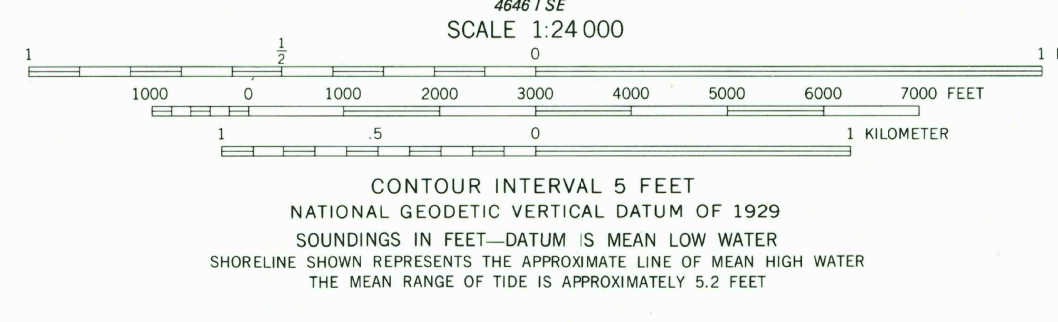 4646 I SE
SCALE 1:24 000
1 1/2 0 1
1000 0 1000 2000 3000 4000 5000 6000 7000 FEET
1 .5 0 1 KILOMETER
CONTOUR INTERVAL 5 FEET
NATIONAL GEODETIC VERTICAL DATUM OF 1929
SOUNDINGS IN FEET—DATUM IS MEAN LOW WATER
SHORELINE SHOWN REPRESENTS THE APPROXIMATE LINE OF MEAN HIGH WATER
THE MEAN RANGE OF TIDE IS APPROXIMATELY 5.2 FEET